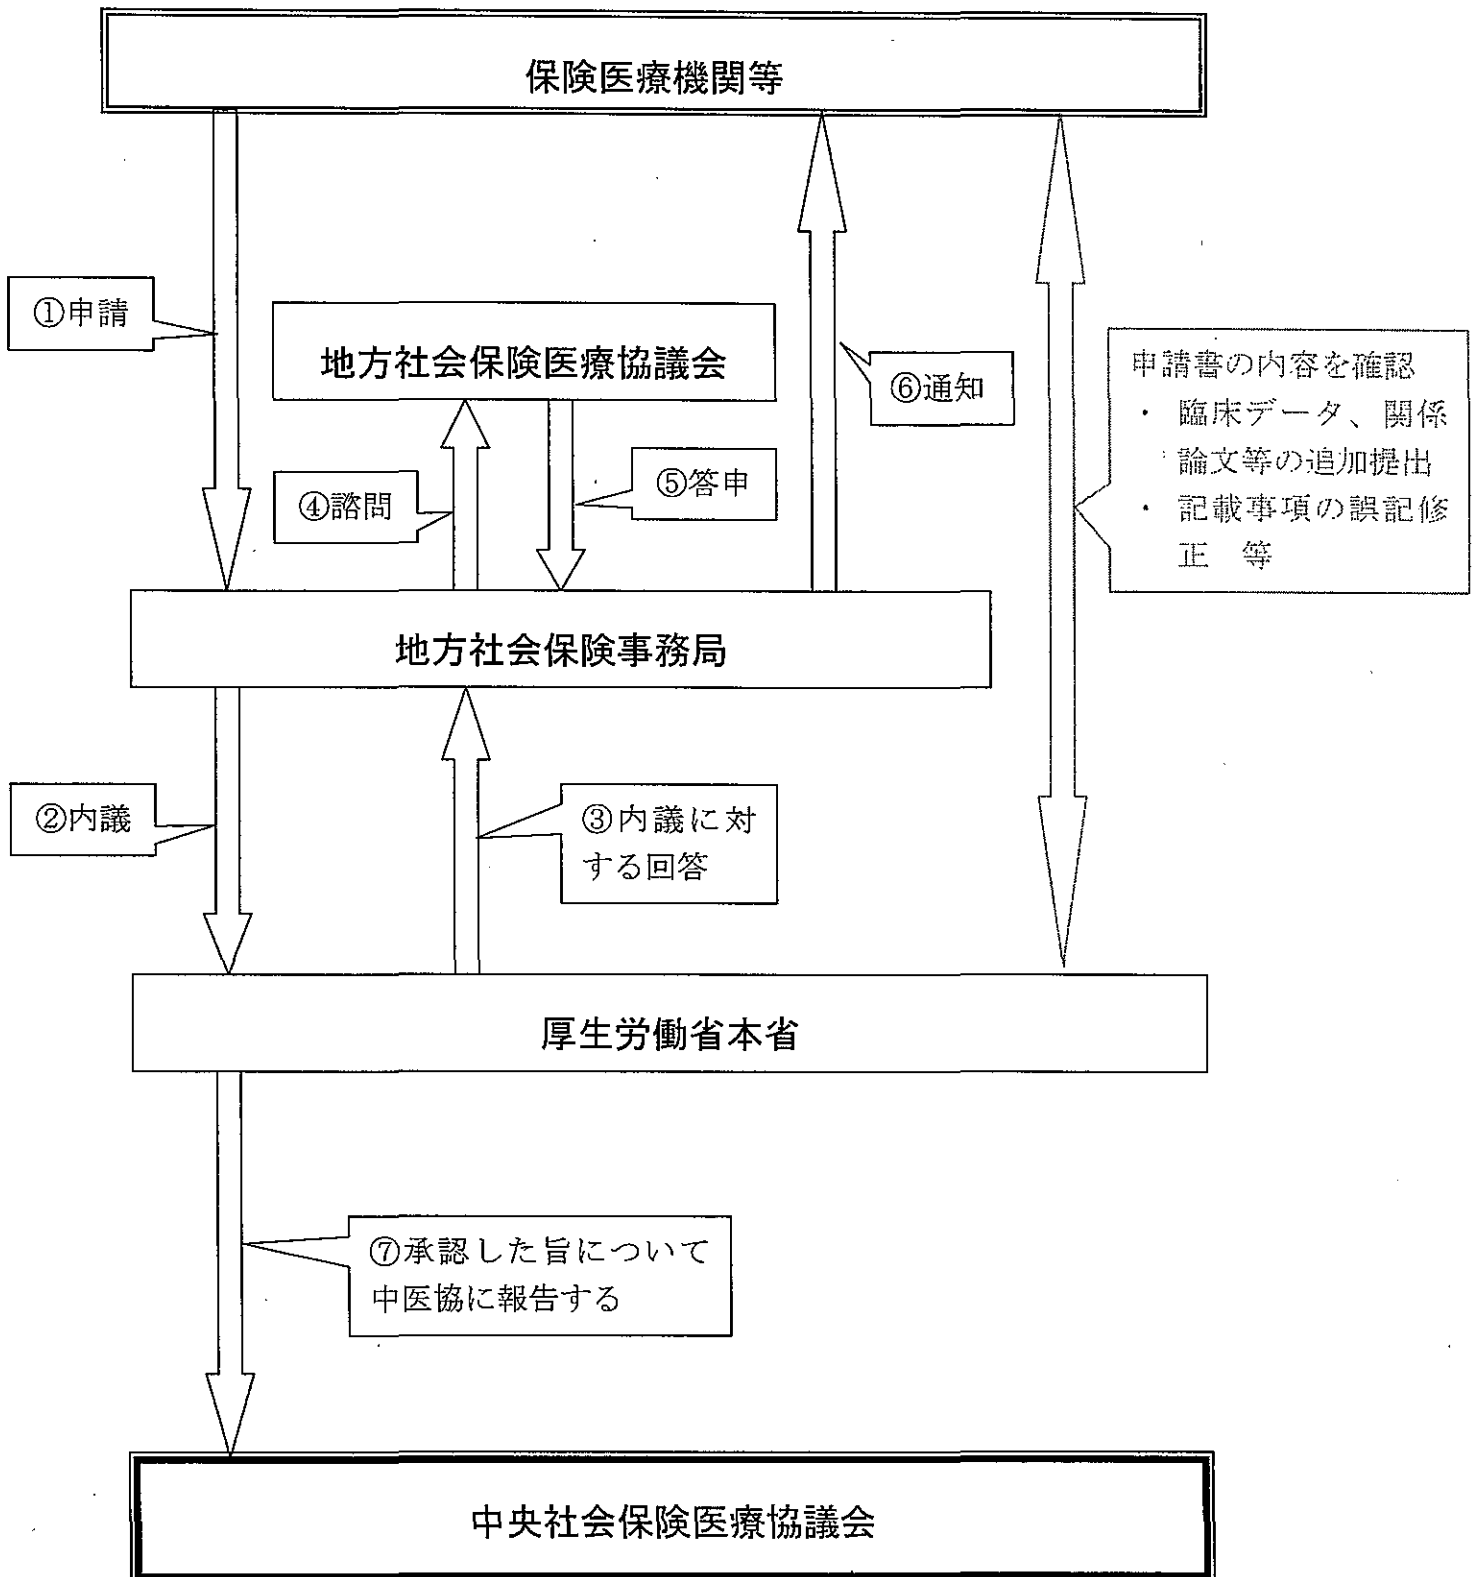 保険医療機関等
①申請
地方社会保険医療協議会
⑥通知
申請書の内容を確認
・ 臨床データ、関係
論文等の追加提出
・ 記載事項の誤記修
正 等
④諮問
⑤答申
地方社会保険事務局
②内議
③内議に対
する回答
厚生労働省本省
⑦承認した旨について
中医協に報告する
中央社会保険医療協議会